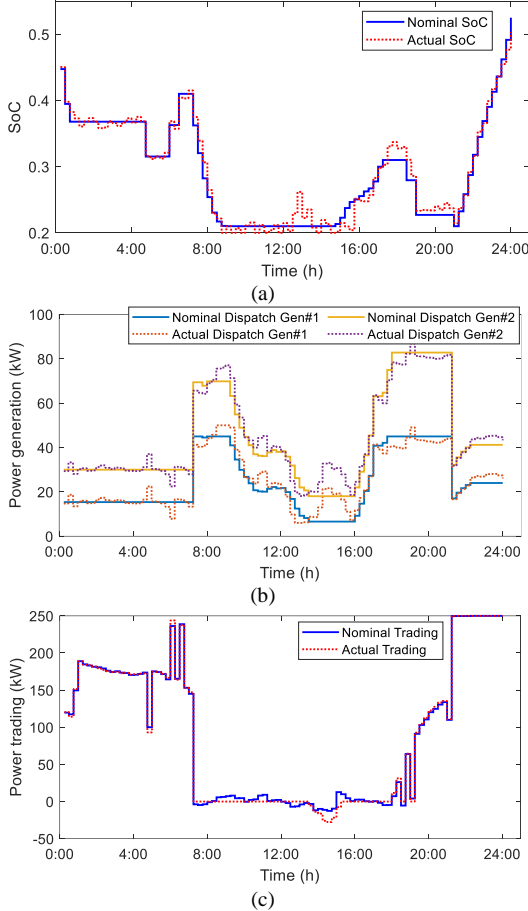 0.5
0.4
0.3
0.2
SoC
Nominal SoC
Actual SoC
0:00 4:00 8:00 12:00 16:00 20:00 24:00
Time (h)
(a)
100
80
60
40
20
0
Power generation (kW)
Nominal Dispatch Gen#1 Nominal Dispatch Gen#2
Actual Dispatch Gen#1 Actual Dispatch Gen#2
0:00 4:00 8:00 12:00 16:00 20:00 24:00
Time (h)
(b)
250
200
150
100
50
0
-50
Power trading (kW)
Nominal Trading
Actual Trading
0:00 4:00 8:00 12:00 16:00 20:00 24:00
Time (h)
(c)